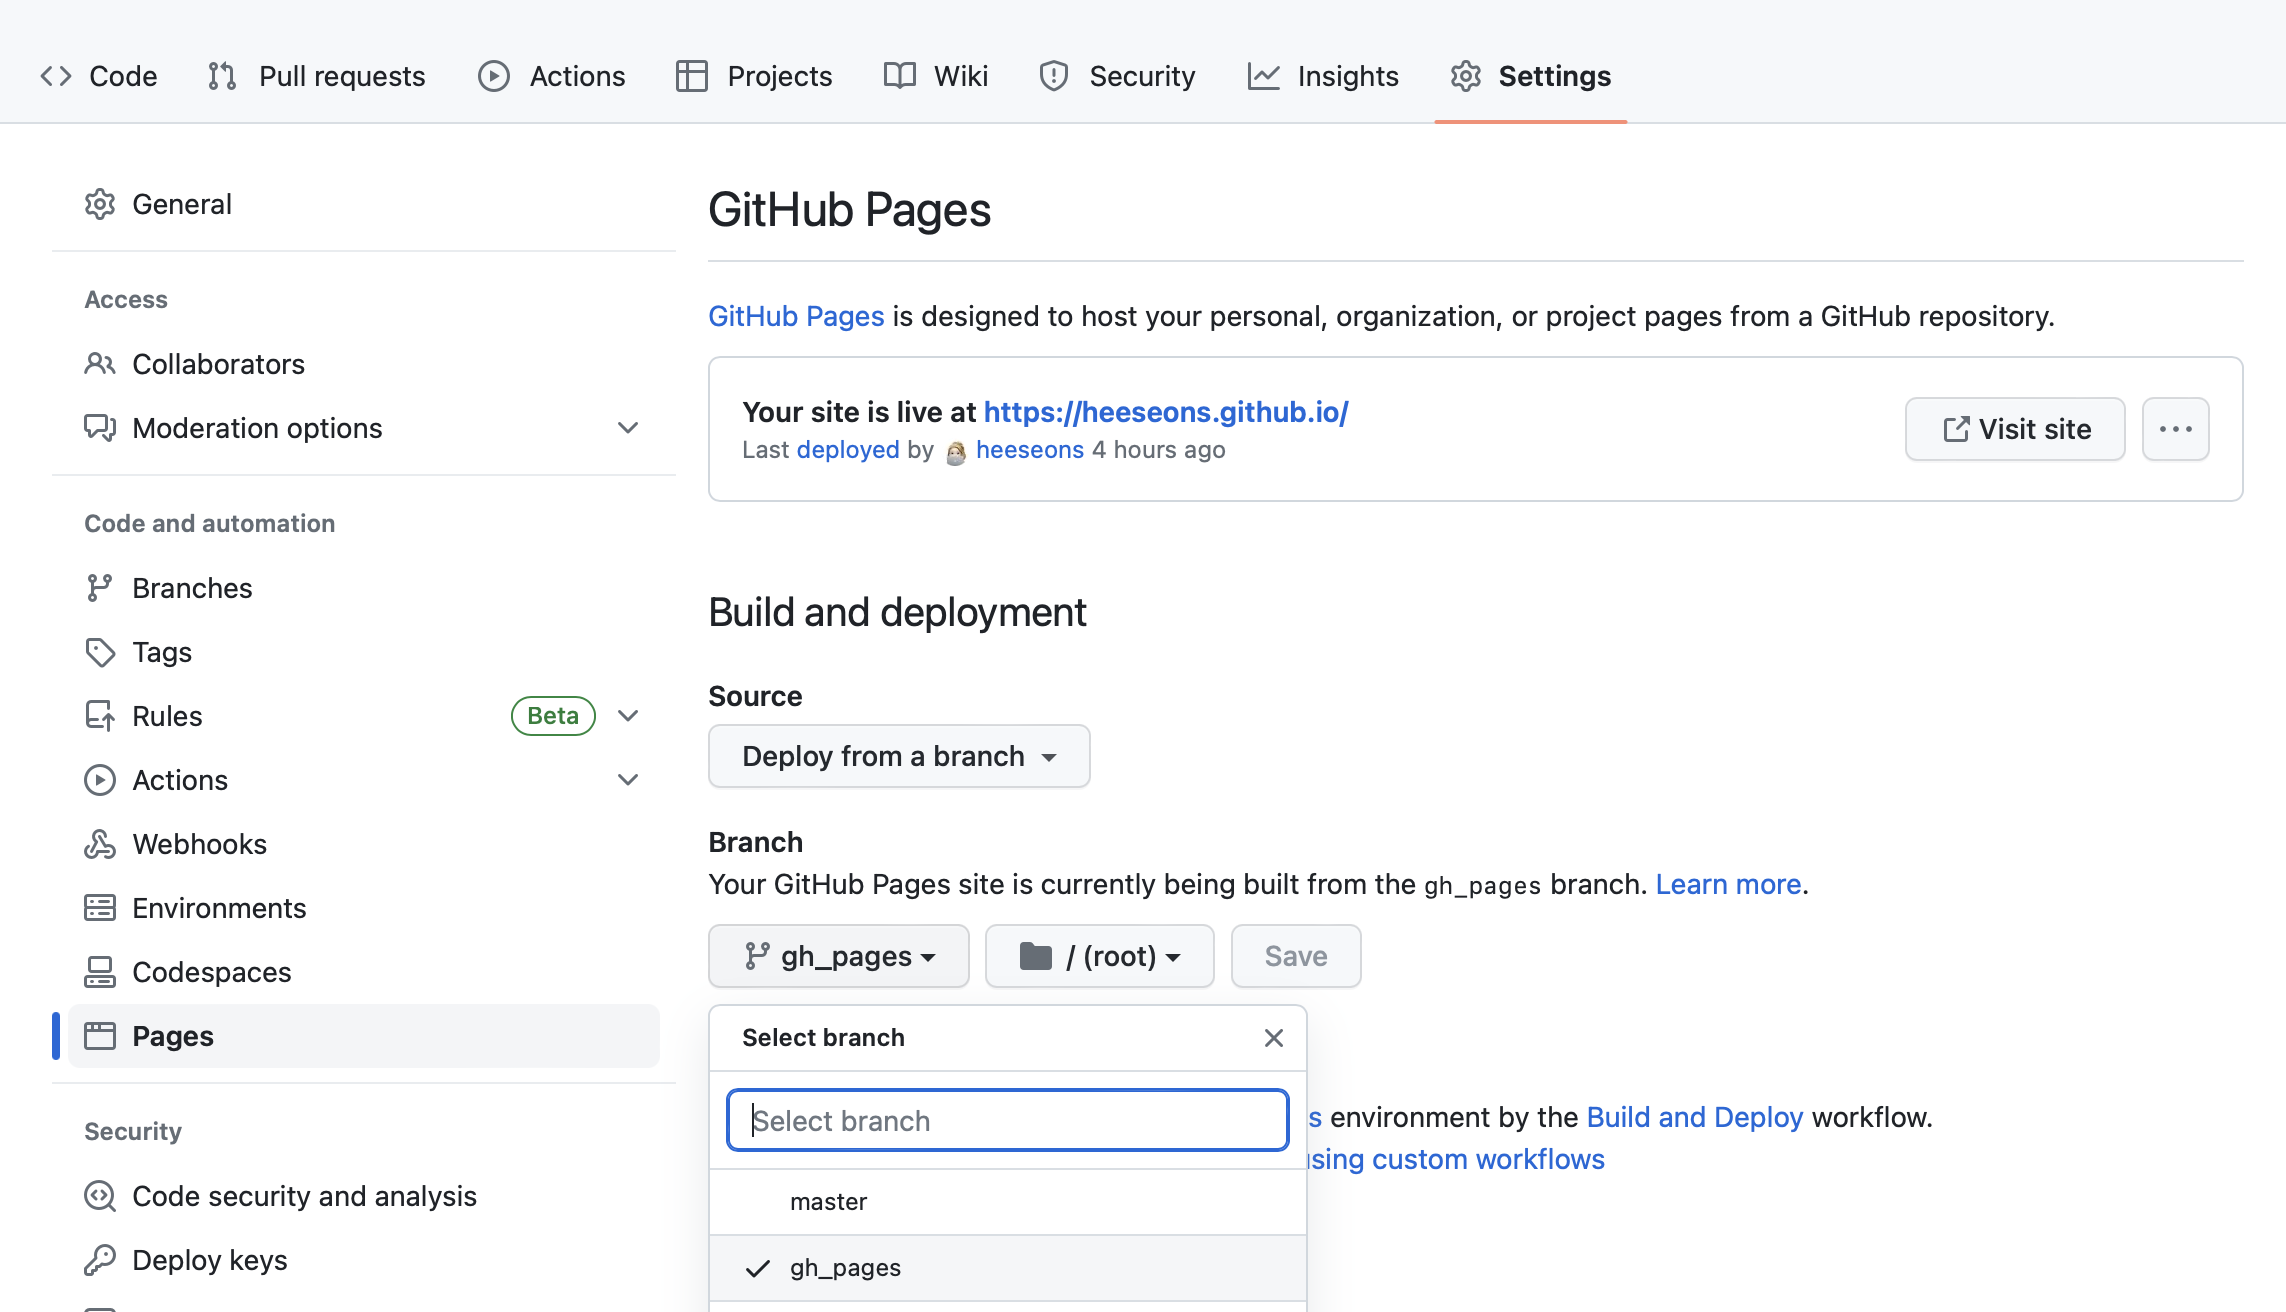 Code Pull requests Actions Projects Wiki Security Insights Settings
General
Access
Collaborators
Moderation options
Code and automation
Branches
Tags
Rules Beta
Actions
Webhooks
Environments
Codespaces
Pages
Security
Code security and analysis
Deploy keys
GitHub Pages
GitHub Pages is designed to host your personal, organization, or project pages from a GitHub repository.
Your site is live at https://heeseons.github.io/
Last deployed by heeseons 4 hours ago
Visit site
Build and deployment
Source
Deploy from a branch
Branch
Your GitHub Pages site is currently being built from the gh_pages branch. Learn more.
gh_pages / (root) Save
Select branch
Select branch
s environment by the Build and Deploy workflow.
using custom workflows
master
gh_pages